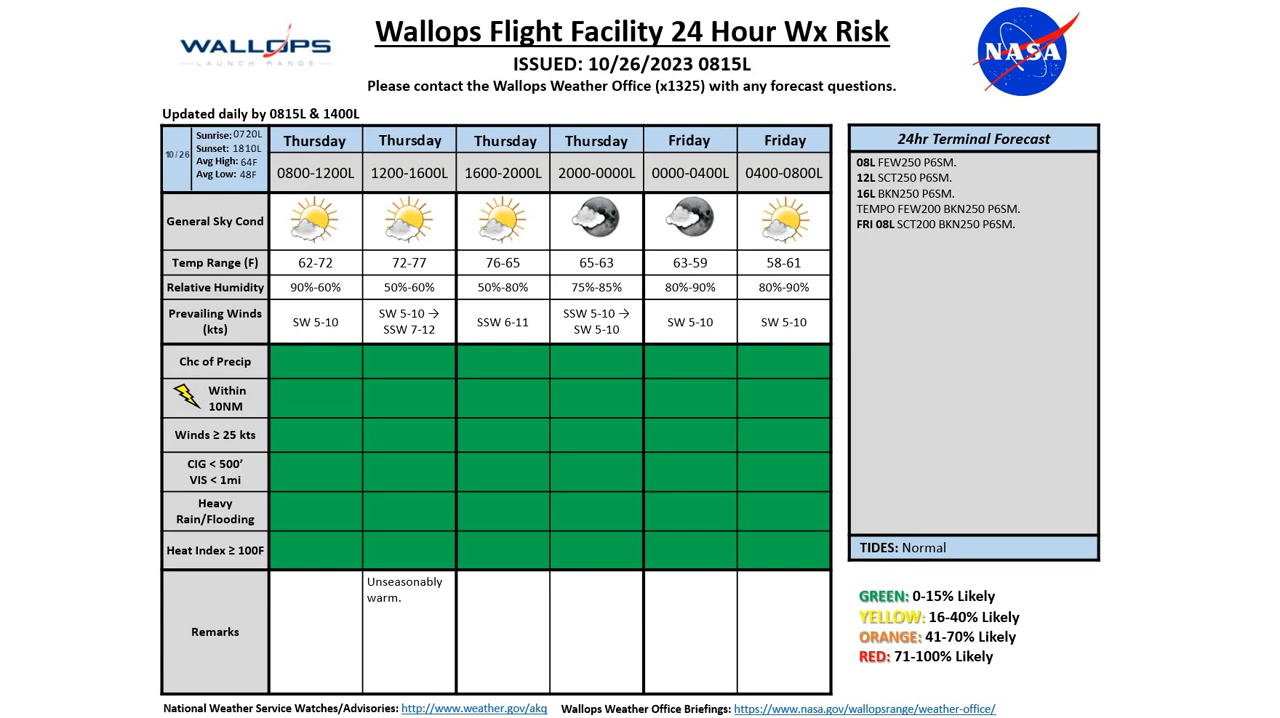 WALLOPS
LAUNCH RANGE
Wallops Flight Facility 24 Hour Wx Risk
ISSUED: 10/26/2023 0815L
Please contact the Wallops Weather Office (x1325) with any forecast questions.
NASA
Updated daily by 0815L & 1400L
10/26
Sunrise: 0720L
Sunset: 1810L
Avg High: 64F
Avg Low: 48F
Thursday Thursday Thursday Thursday Friday Friday
0800-1200L 1200-1600L 1600-2000L 2000-0000L 0000-0400L 0400-0800L
General Sky Cond
Temp Range (F) 62-72 72-77 76-65 65-63 63-59 58-61
Relative Humidity 90%-60% 50%-60% 50%-80% 75%-85% 80%-90% 80%-90%
Prevailing Winds (kts) SW 5-10 SW 5-10 → SSW 7-12 SSW 6-11 SSW 5-10 → SW 5-10 SW 5-10 SW 5-10
Chc of Precip
Within
10NM
Winds ≥ 25 kts
CIG < 500’
VIS < 1mi
Heavy
Rain/Flooding
Heat Index ≥ 100F
Remarks
Unseasonably
warm.
24hr Terminal Forecast
08L FEW250 P6SM.
12L SCT250 P6SM.
16L BKN250 P6SM.
TEMPO FEW200 BKN250 P6SM.
FRI 08L SCT200 BKN250 P6SM.
TIDES: Normal
GREEN: 0-15% Likely
YELLOW: 16-40% Likely
ORANGE: 41-70% Likely
RED: 71-100% Likely
National Weather Service Watches/Advisories: http://www.weather.gov/akq Wallops Weather Office Briefings: https://www.nasa.gov/wallopsrange/weather-office/